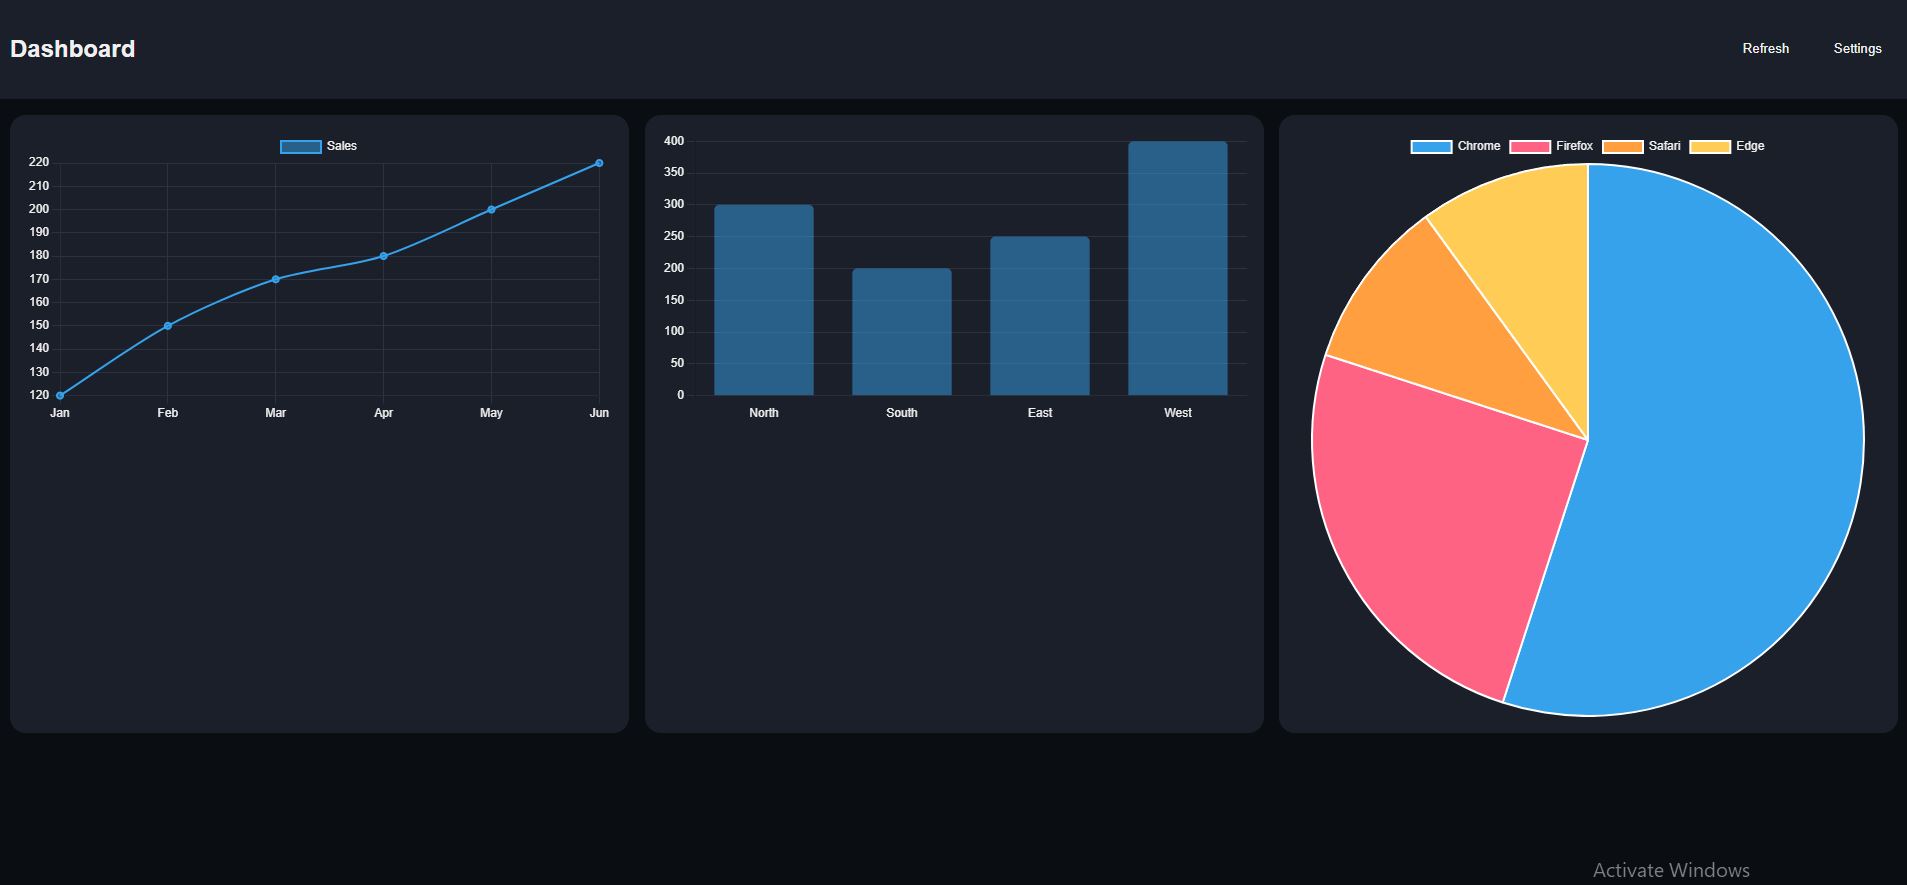 Dashboard
Refresh Settings
Sales
220
210
200
190
180
170
160
150
140
130
120
Jan Feb Mar Apr May Jun
400
350
300
250
200
150
100
50
0
North South East West
Chrome Firefox Safari Edge
Activate Windows